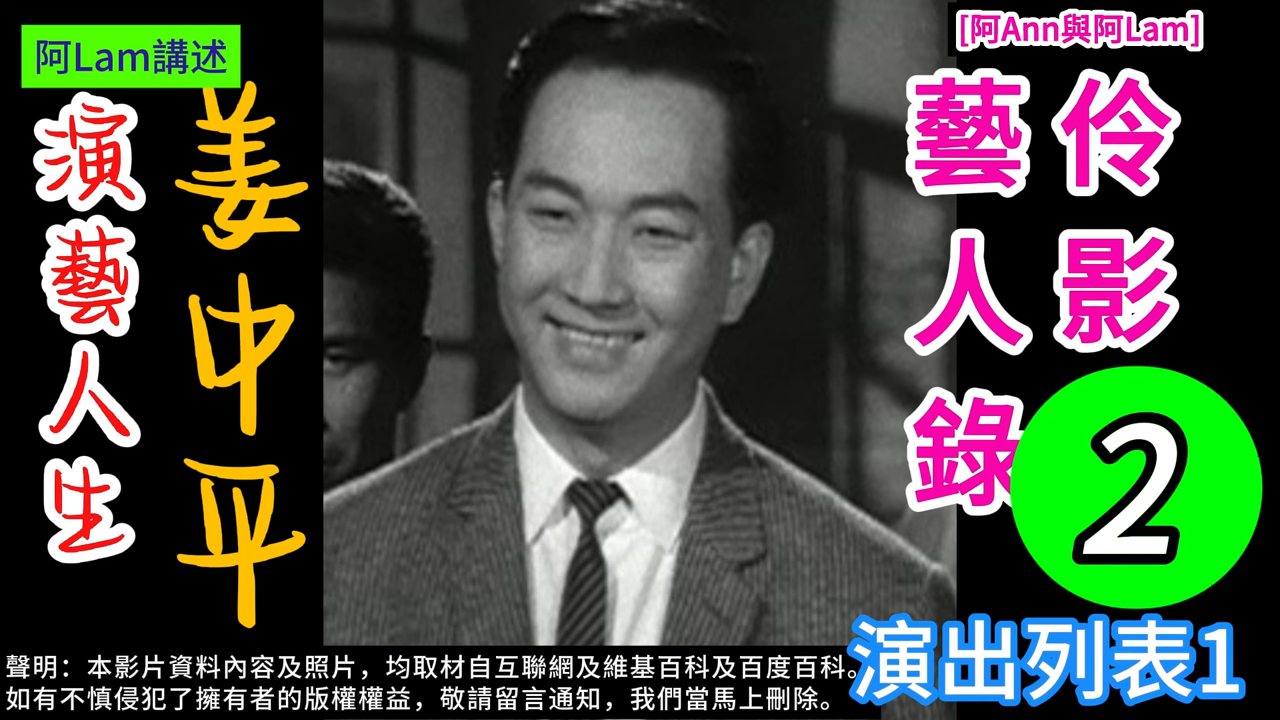 阿Lam講述
姜中平
演藝人生
[阿Ann與阿Lam]
伶影
藝人錄
2
演出列表1
聲明：本影片資料內容及照片，均取材自互聯網及維基百科及百度百科。
如有不慎侵犯了擁有者的版權權益，敬請留言通知，我們當馬上刪除。